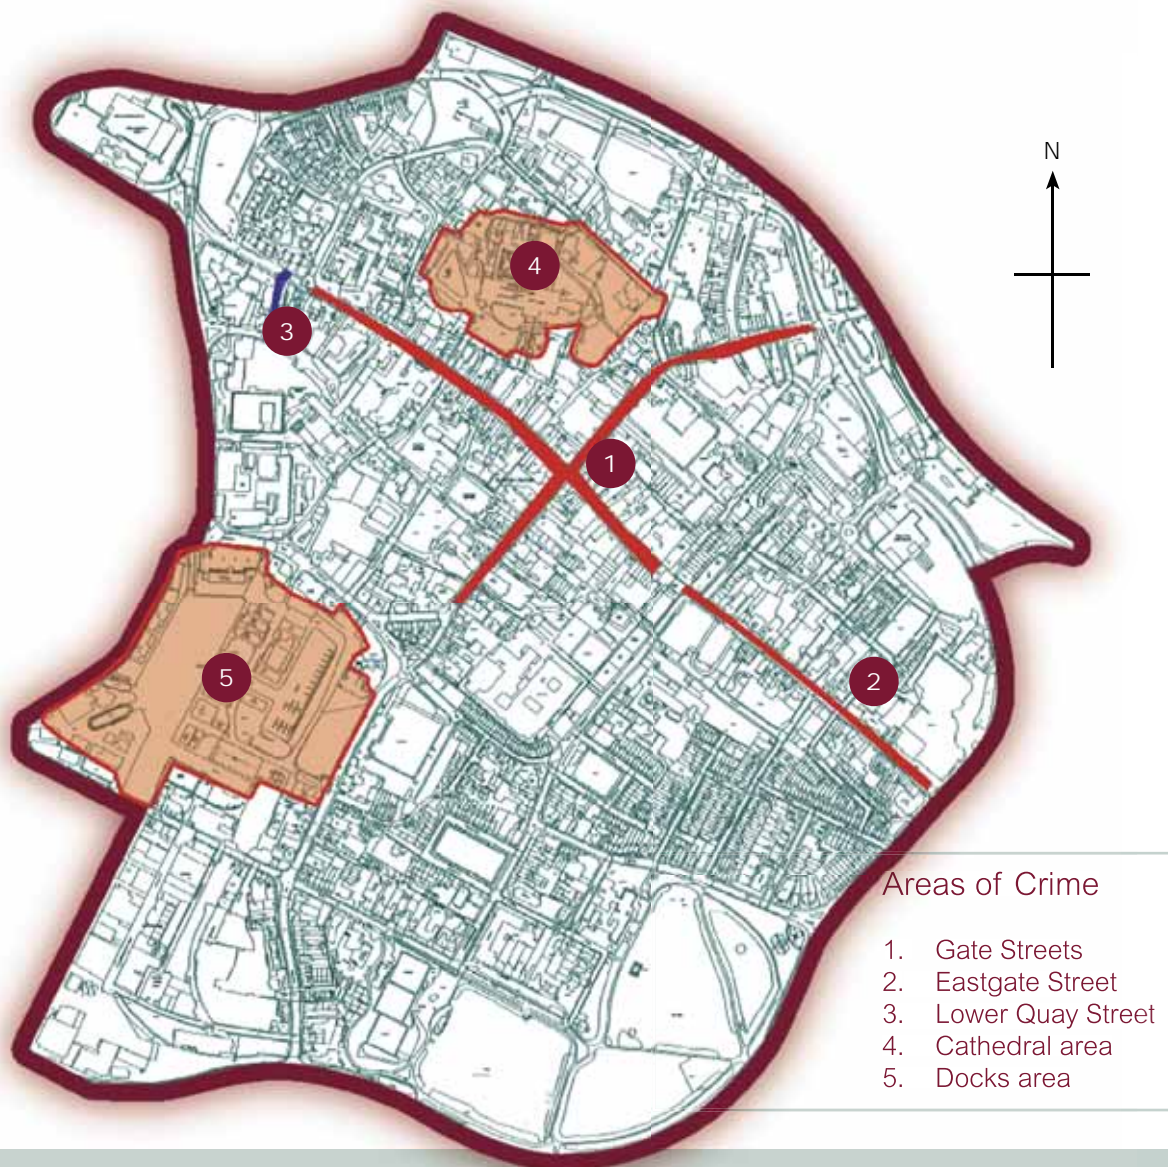 N
4
3
1
5
2
Areas of Crime
1. Gate Streets
2. Eastgate Street
3. Lower Quay Street
4. Cathedral area
5. Docks area